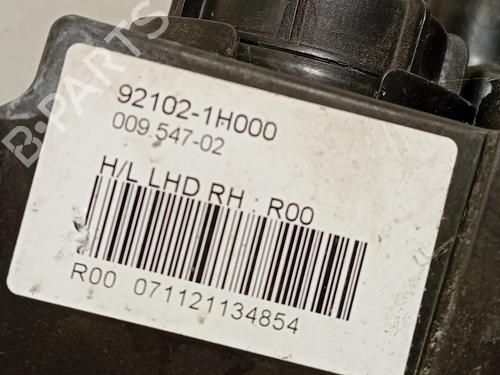 B-PARTS
92102-1H000
009.547-02
H/L LHD RH . R00
R00 071121134854